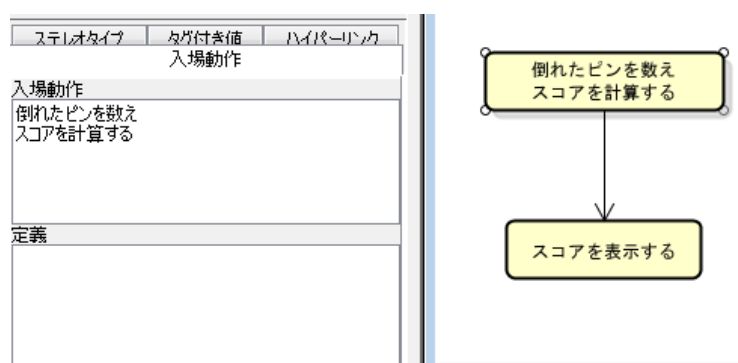 ステレオタイプ タグ付き値 ハイパーリンク
入場動作
入場動作
倒れたピンを数え
スコアを計算する
定義
倒れたピンを数え
スコアを計算する
スコアを表示する